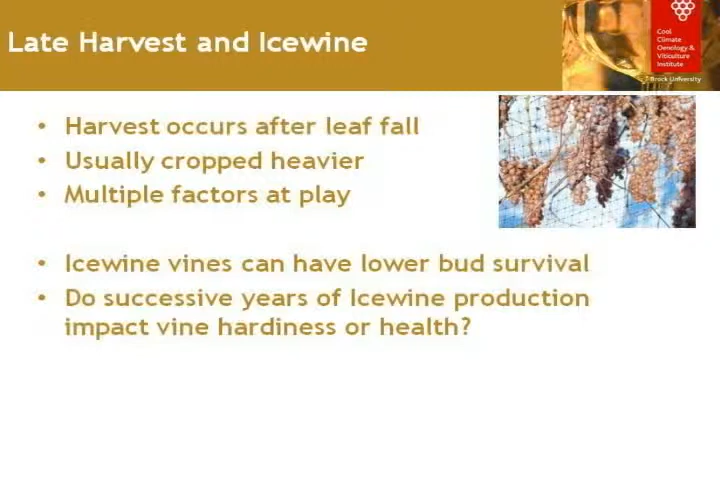 Late Harvest and Icewine
Cool
Climate
Oenology &
Viticulture
Institute
Brock University
• Harvest occurs after leaf fall
• Usually cropped heavier
• Multiple factors at play
• Icewine vines can have lower bud survival
• Do successive years of Icewine production
impact vine hardiness or health?